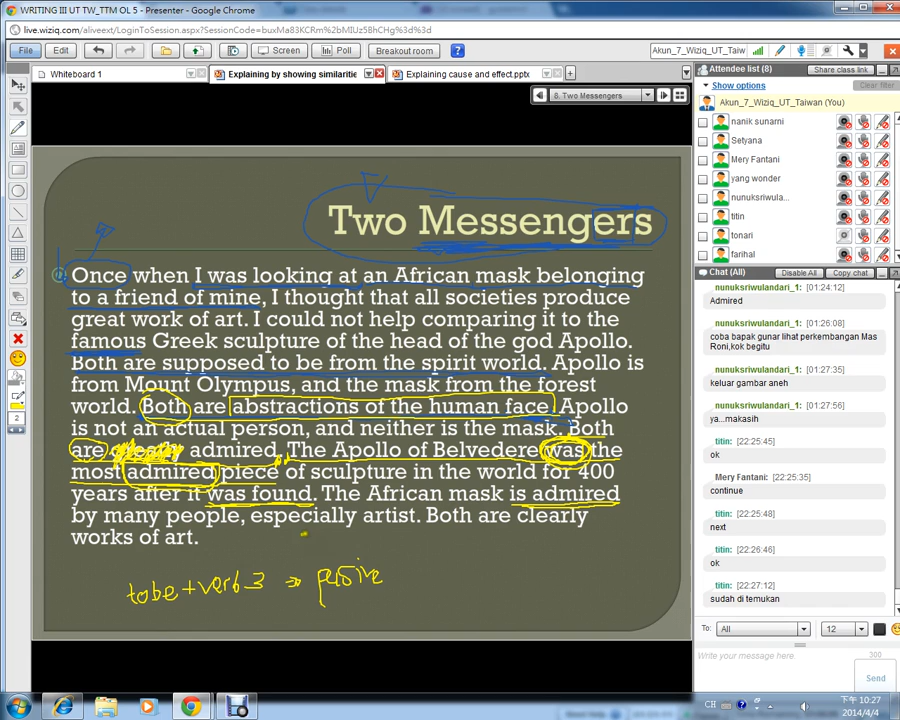 WRITING III UT TW_TTM OL 5 - Presenter - Google Chrome
live.wiziq.com/aliveext/LoginToSession.aspx?SessionCode=buxMa83KCRm%2bMIUz5BhCHg%3d%3d
File Edit Screen Poll Breakout room ? Akun_7_Wiziq_UT_Taiw
Whiteboard 1 Explaining by showing similaritie Explaining cause and effect.pptx
8. Two Messengers
Two Messengers
Once when I was looking at an African mask belonging
to a friend of mine, I thought that all societies produce
great work of art. I could not help comparing it to the
famous Greek sculpture of the head of the god Apollo.
Both are supposed to be from the spirit world. Apollo is
from Mount Olympus, and the mask from the forest
world. Both are abstractions of the human face. Apollo
is not an actual person, and neither is the mask. Both
are greatly admired. The Apollo of Belvedere was the
most admired piece of sculpture in the world for 400
years after it was found. The African mask is admired
by many people, especially artist. Both are clearly
works of art.
tobe + verb 3 ⇒ persive
Attendee list (8) Share class link
Show options Clear filter
Akun_7_Wiziq_UT_Taiwan (You)
nanik sunarni
Setyana
Mery Fantani
yang wonder
nunuksriwula...
titin
tonari
farihal
Chat (All) Disable All Copy chat
nunuksriwulandari_1: [01:24:12]
Admired
nunuksriwulandari_1: [01:26:08]
coba bapak gunar lihat perkembangan Mas
Roni,kok begitu
nunuksriwulandari_1: [01:27:35]
keluar gambar aneh
nunuksriwulandari_1: [01:27:56]
ya...makasih
titin: [22:25:45]
ok
Mery Fantani: [22:25:35]
continue
titin: [22:25:48]
next
titin: [22:26:46]
ok
titin: [22:27:12]
sudah di temukan
To: All 12
Write your message here 300
Send
2
CH ? 下午 10:27
2014/4/4